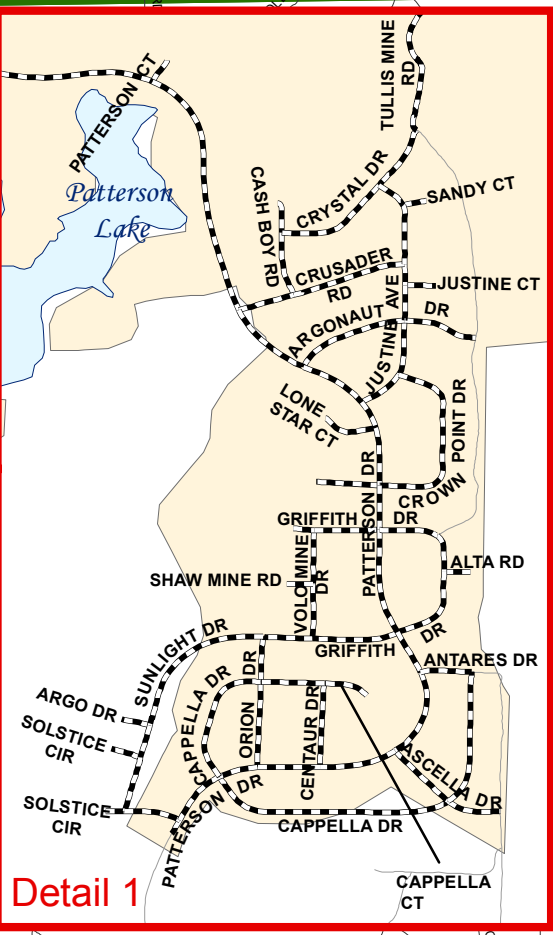 PATTERSON CT
TULLIS MINE
RD
Patterson
Lake
CASH BOY RD
CRYSTAL DR
SANDY CT
CRUSADER
RD
JUSTINE CT
ARGONAUT
DR
JUSTINE AVE
LONE
STAR CT
POINT DR
CROWN
PATTERSON DR
GRIFFITH
DR
VOLO MINE
DR
ALTA RD
SHAW MINE RD
SUNLIGHT DR
GRIFFITH
DR
ANTARES DR
CAPPELLA DR
ORION
DR
CENTAUR DR
ARGO DR
SOLSTICE
CIR
ASCELLA DR
SOLSTICE
CIR
PATTERSON
DR
CAPPELLA DR
CAPPELLA
CT
Detail 1